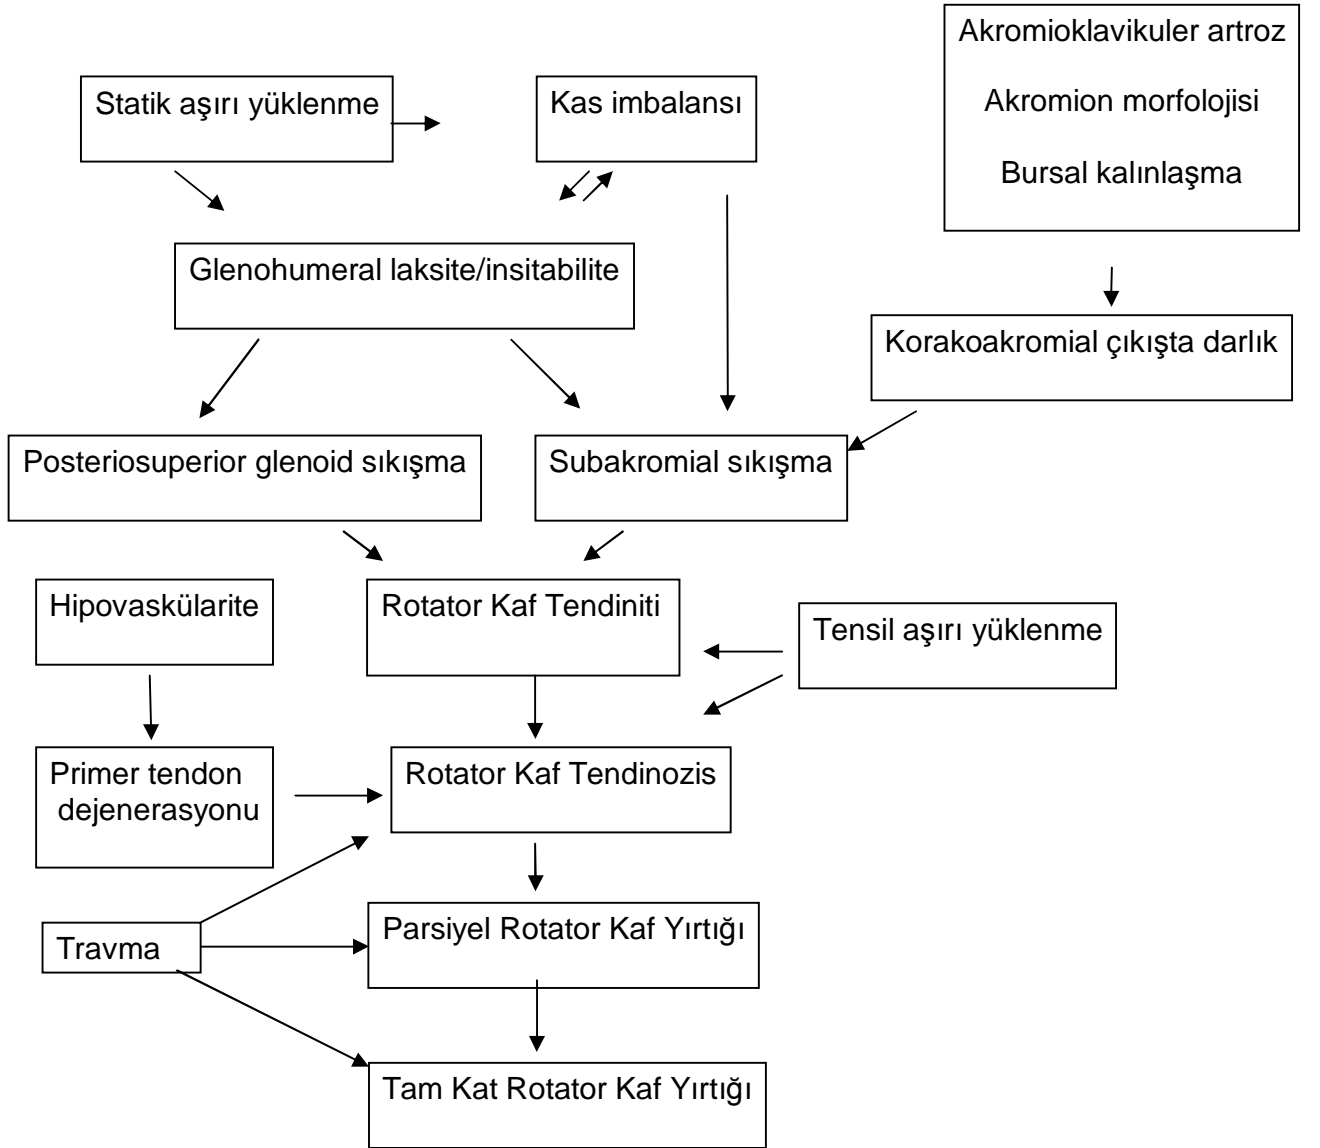 Akromioklavikuler artroz
Akromion morfolojisi
Bursal kalınlaşma
Statik aşırı yüklenme
Kas imbalansı
Glenohumeral laksite/insitabilite
Korakoakromial çıkışta darlık
Posteriosuperior glenoid sıkışma
Subakromial sıkışma
Hipovaskülarite
Rotator Kaf Tendiniti
Tensil aşırı yüklenme
Primer tendon
dejenerasyonu
Rotator Kaf Tendinozis
Travma
Parsiyel Rotator Kaf Yırtığı
Tam Kat Rotator Kaf Yırtığı